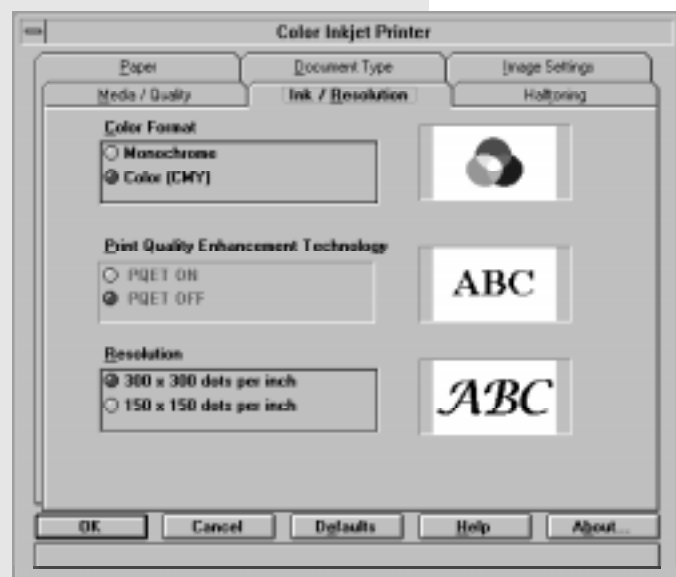 Color Inkjet Printer
Paper Document Type Image Settings
Media / Quality Ink / Resolution Halftoning
Color Format
Monochrome
Color (CMY)
Print Quality Enhancement Technology
PQET ON
PQET OFF
ABC
Resolution
300 x 300 dots per inch
150 x 150 dots per inch
ABC
OK Cancel Defaults Help About...